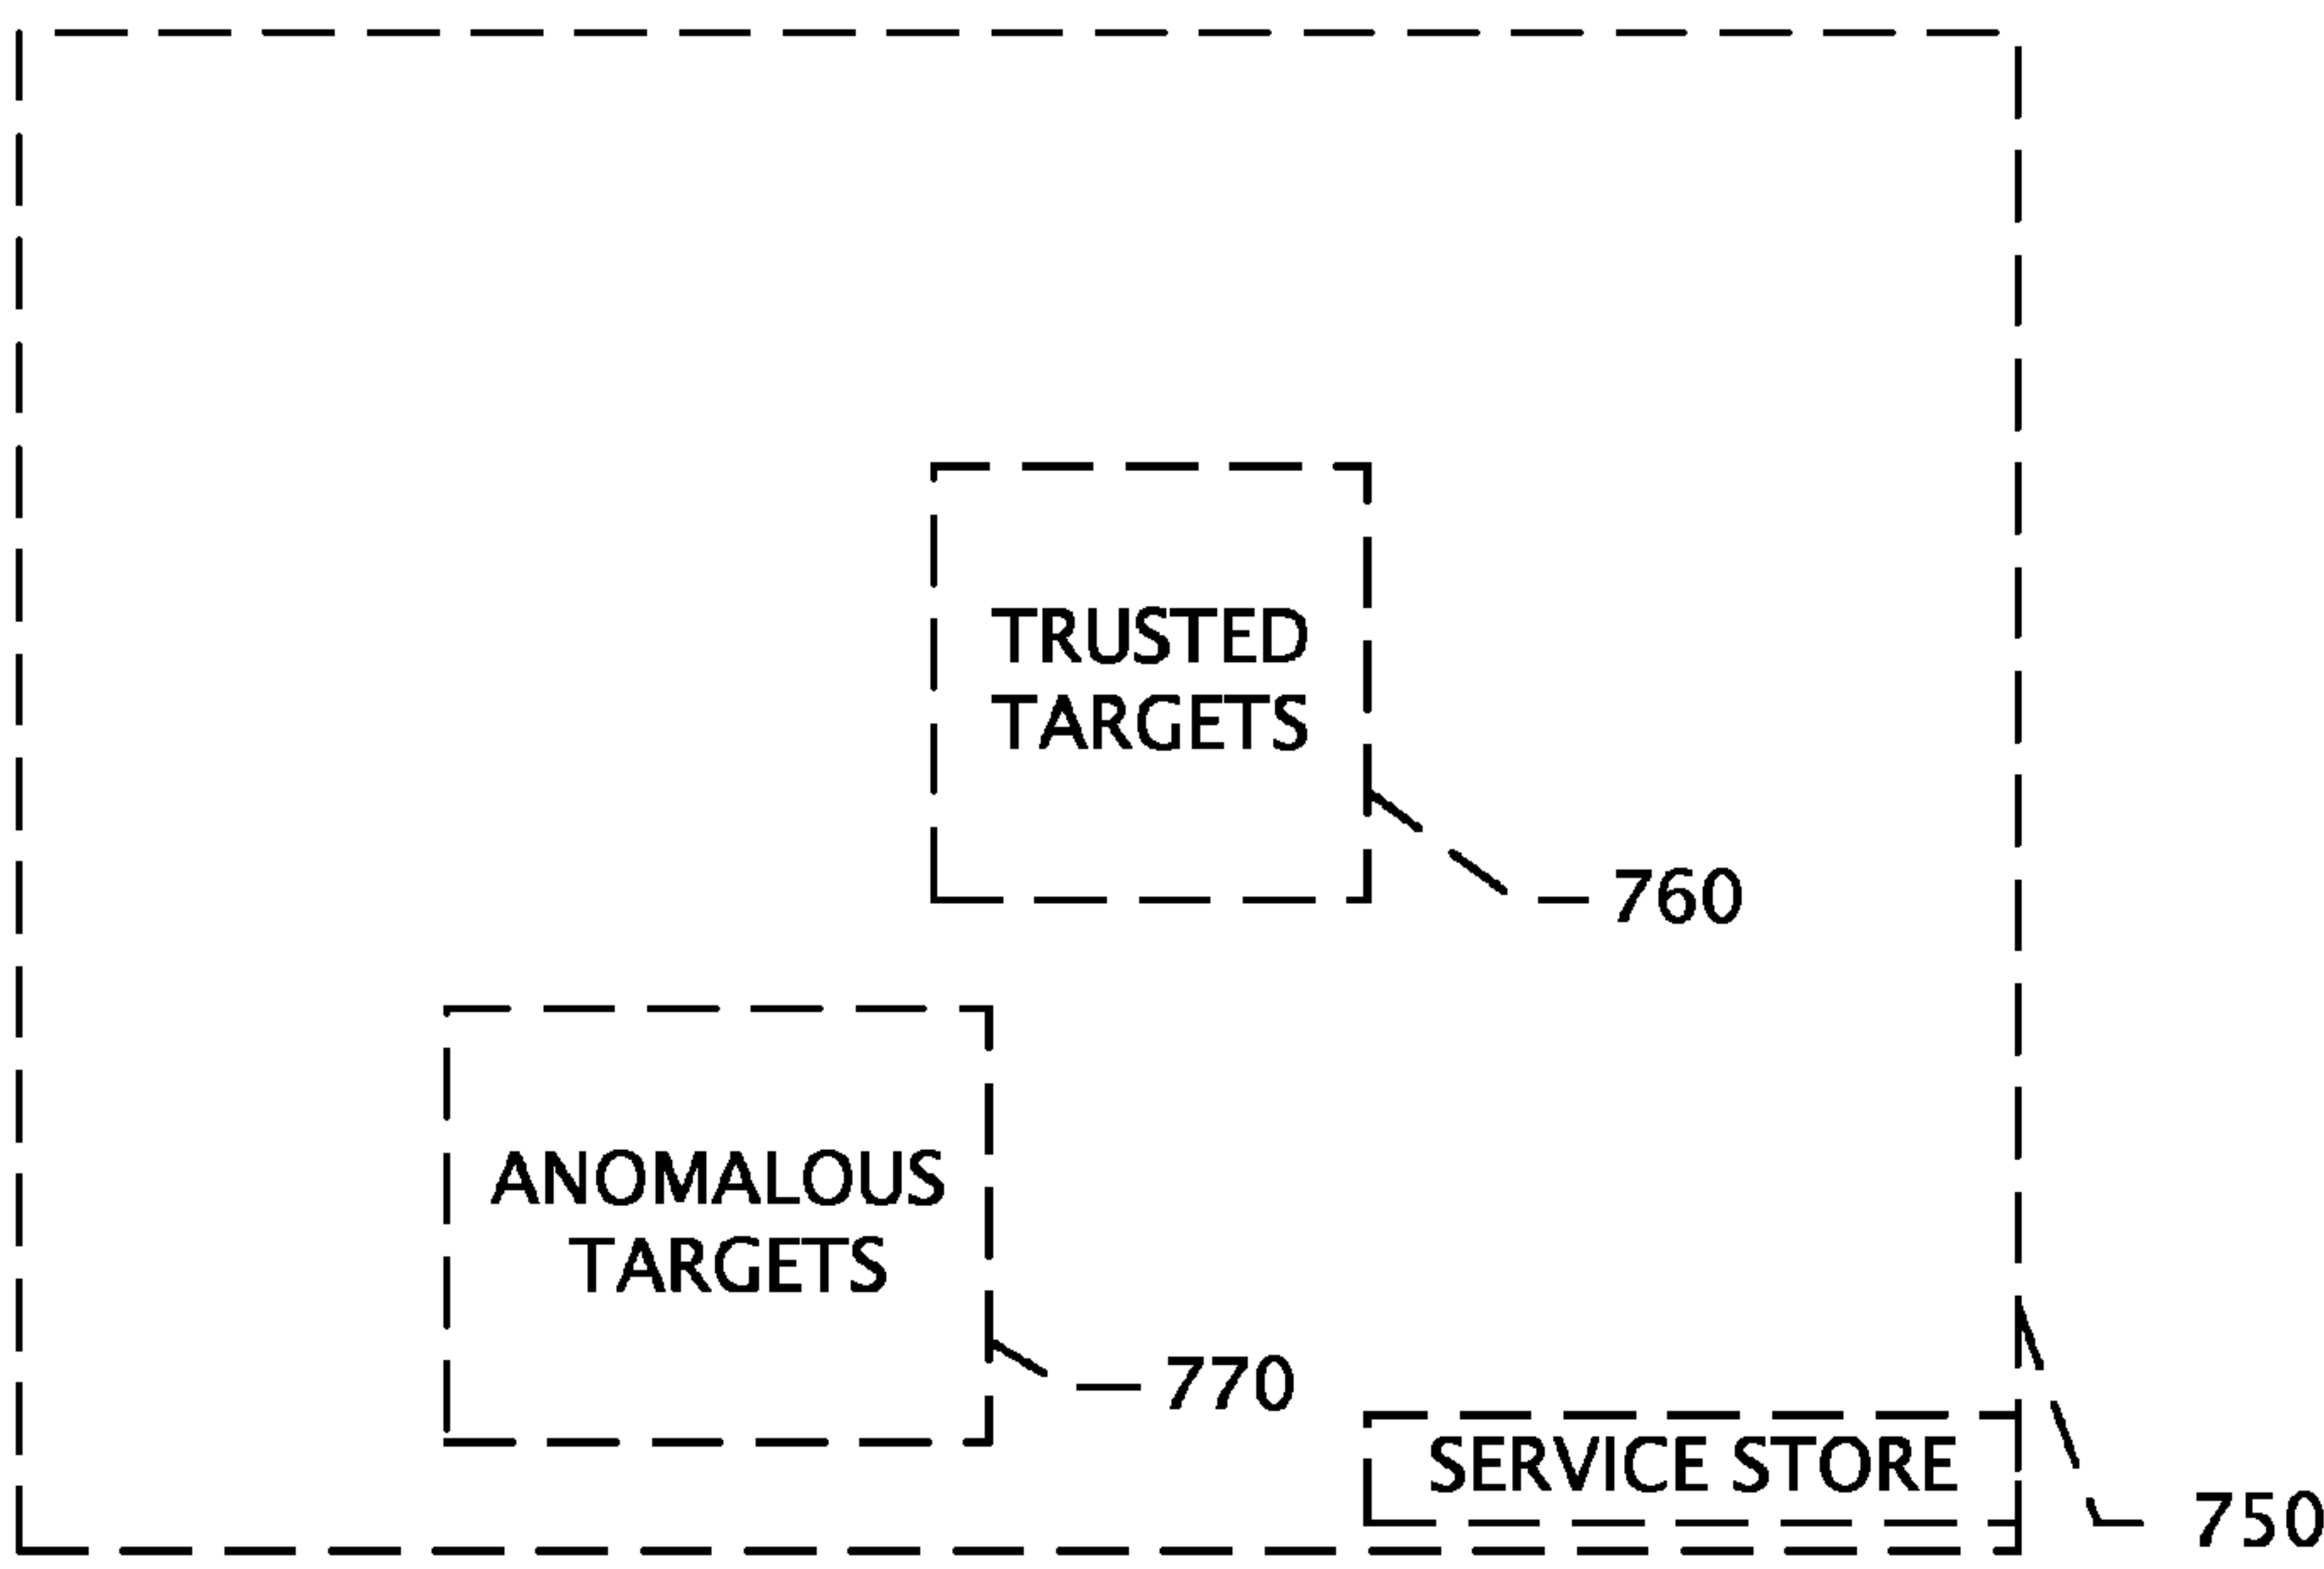 TRUSTED
TARGETS
760
ANOMALOUS
TARGETS
770
SERVICE STORE
750